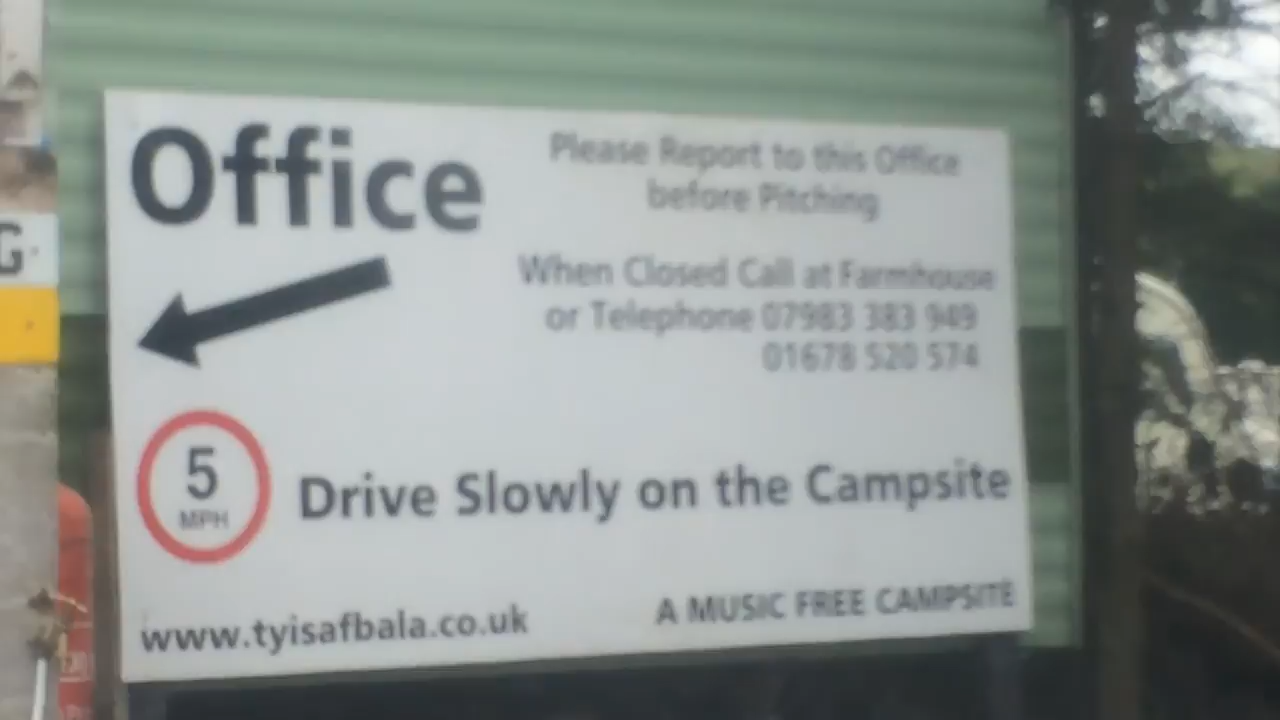 Office
Please Report to this Office
before Pitching
When Closed Call at Farmhouse
or Telephone 07983 383 949
01678 520 574
5
MPH
Drive Slowly on the Campsite
www.tyisafbala.co.uk
A MUSIC FREE CAMPSITE
G